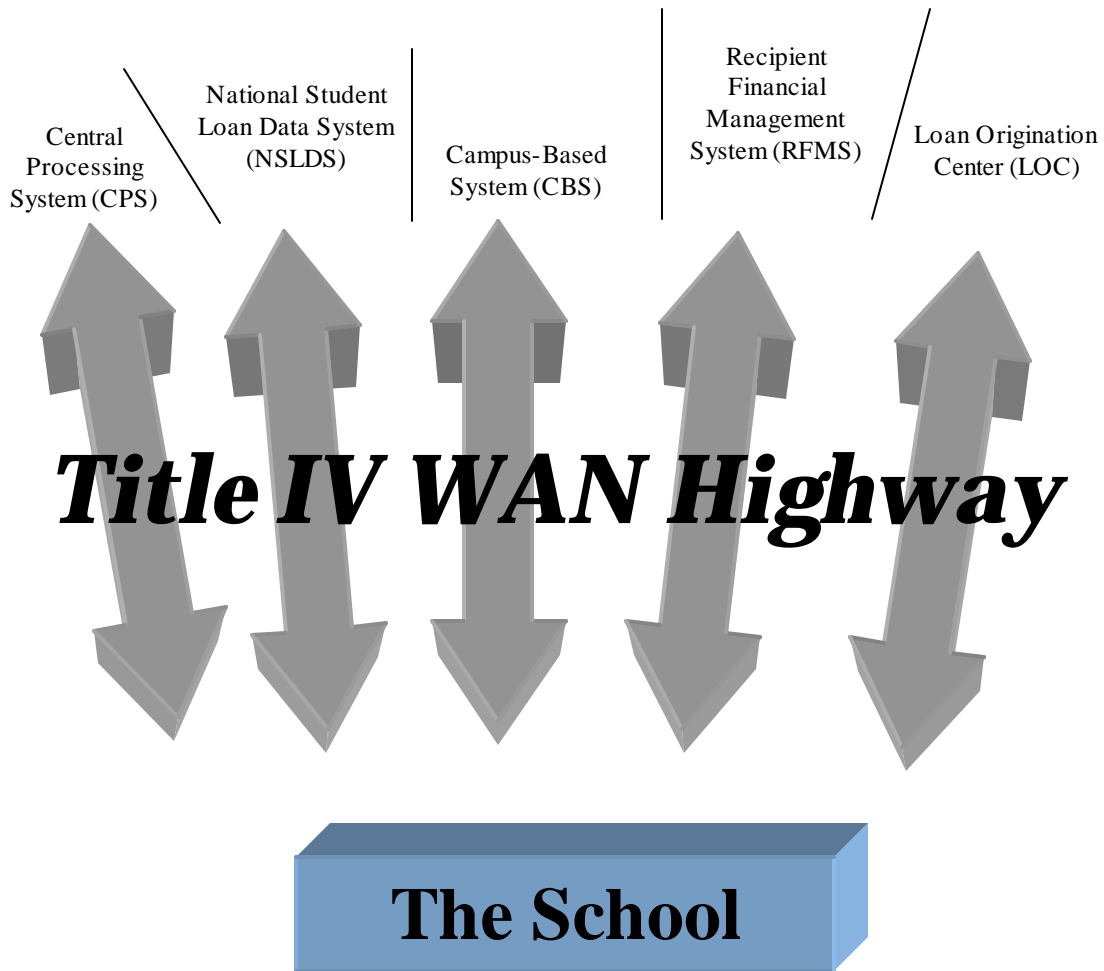 Central
Processing
System (CPS)
National Student
Loan Data System
(NSLDS)
Campus-Based
System (CBS)
Recipient
Financial
Management
System (RFMS)
Loan Origination
Center (LOC)
Title IV WAN Highway
The School